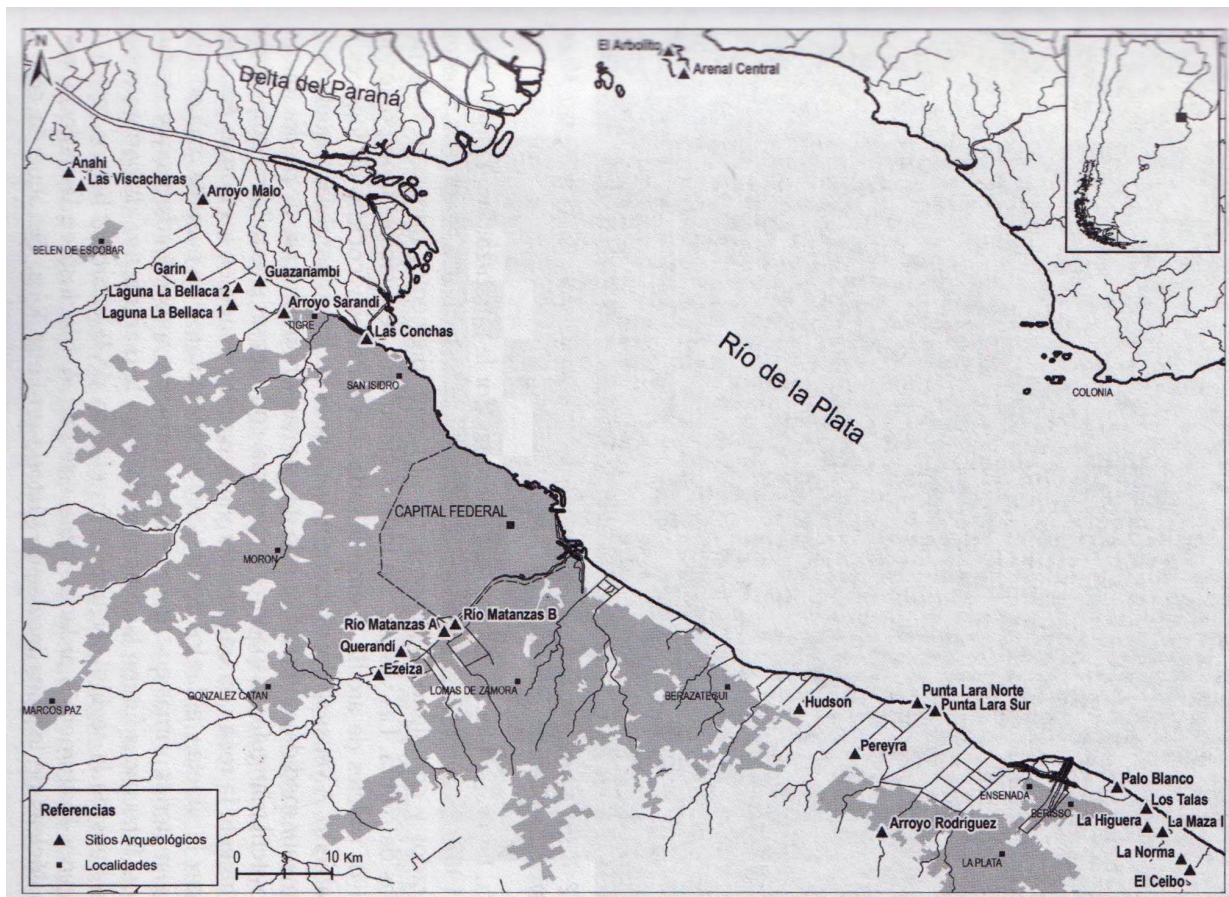 N
Delta del Paraná
El Arbolito
Arenal Central
Anahi
Las Viscacheras
Arroyo Malo
BELEN DE ESCOBAR
Garin
Guazanambi
Laguna La Bellaca 2
Laguna La Bellaca 1
Arroyo Sarandi
TIGRE
Las Conchas
SAN ISIDRO
Río de la Plata
COLONIA
CAPITAL FEDERAL
MORON
Río Matanzas A
Río Matanzas B
Querandí
Ezeiza
GONZALEZ CATAN
LOMAS DE ZAMORA
MARCOS PAZ
BERAZATEGUI
Hudson
Punta Lara Norte
Punta Lara Sur
Pereyra
ENSENADA
BERISSO
Palo Blanco
Los Talas
La Higuera
La Maza I
Arroyo Rodriguez
LA PLATA
La Norma
El Ceibo
Referencias
Sitios Arqueológicos
Localidades
0 5 10 Km